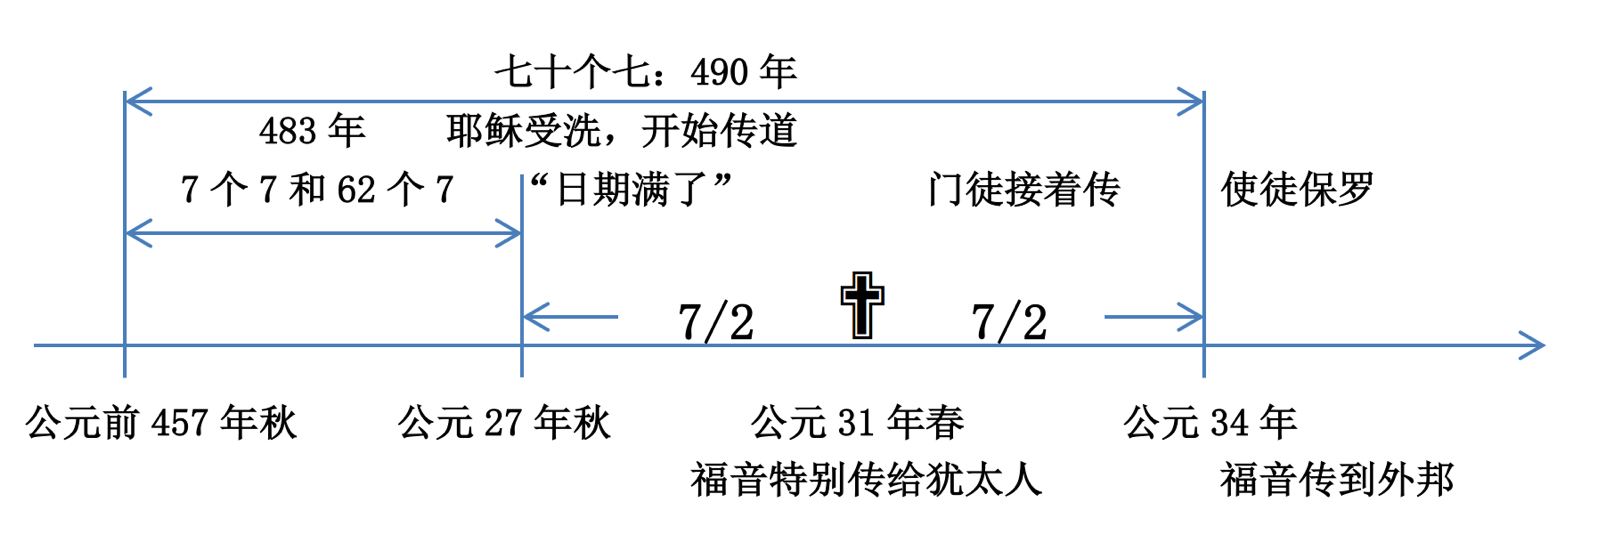 七十个七：490 年
483 年
耶稣受洗，开始传道
7 个 7 和 62 个 7
“日期满了”
门徒接着传
使徒保罗
7/2
7/2
公元前 457 年秋
公元 27 年秋
公元 31 年春
公元 34 年
福音特别传给犹太人
福音传到外邦